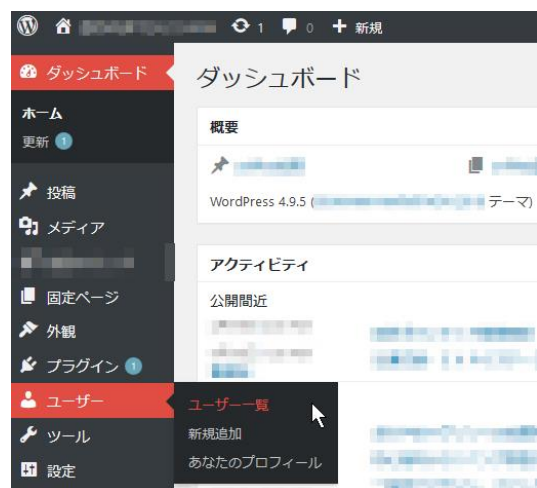 1 0 + 新規
ダッシュボード
ホーム
更新 1
投稿
メディア
固定ページ
外観
プラグイン 1
ユーザー
ツール
設定
ユーザー一覧
新規追加
あなたのプロフィール
ダッシュボード
概要
WordPress 4.9.5 ( テーマ)
アクティビティ
公開間近